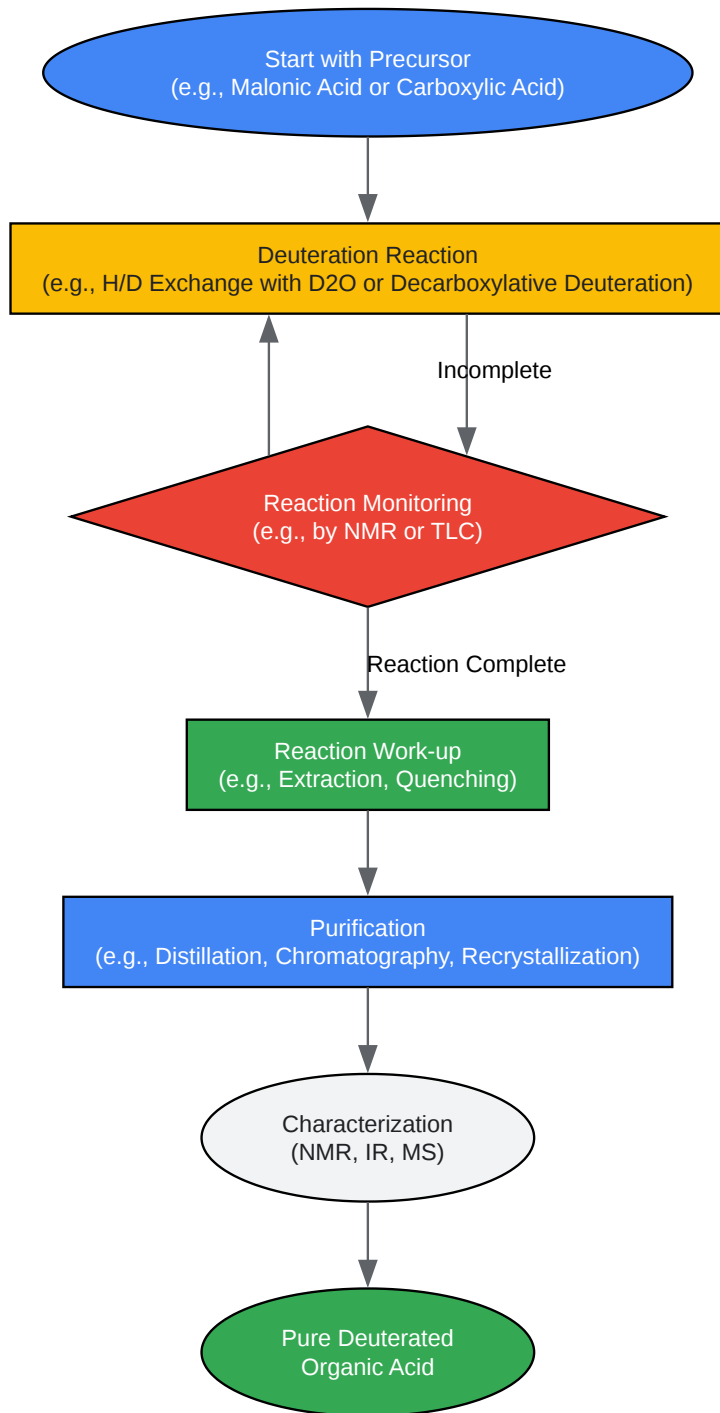 Start with Precursor
(e.g., Malonic Acid or Carboxylic Acid)
Deuteration Reaction
(e.g., H/D Exchange with D2O or Decarboxylative Deuteration)
Incomplete
Reaction Monitoring
(e.g., by NMR or TLC)
Reaction Complete
Reaction Work-up
(e.g., Extraction, Quenching)
Purification
(e.g., Distillation, Chromatography, Recrystallization)
Characterization
(NMR, IR, MS)
Pure Deuterated
Organic Acid